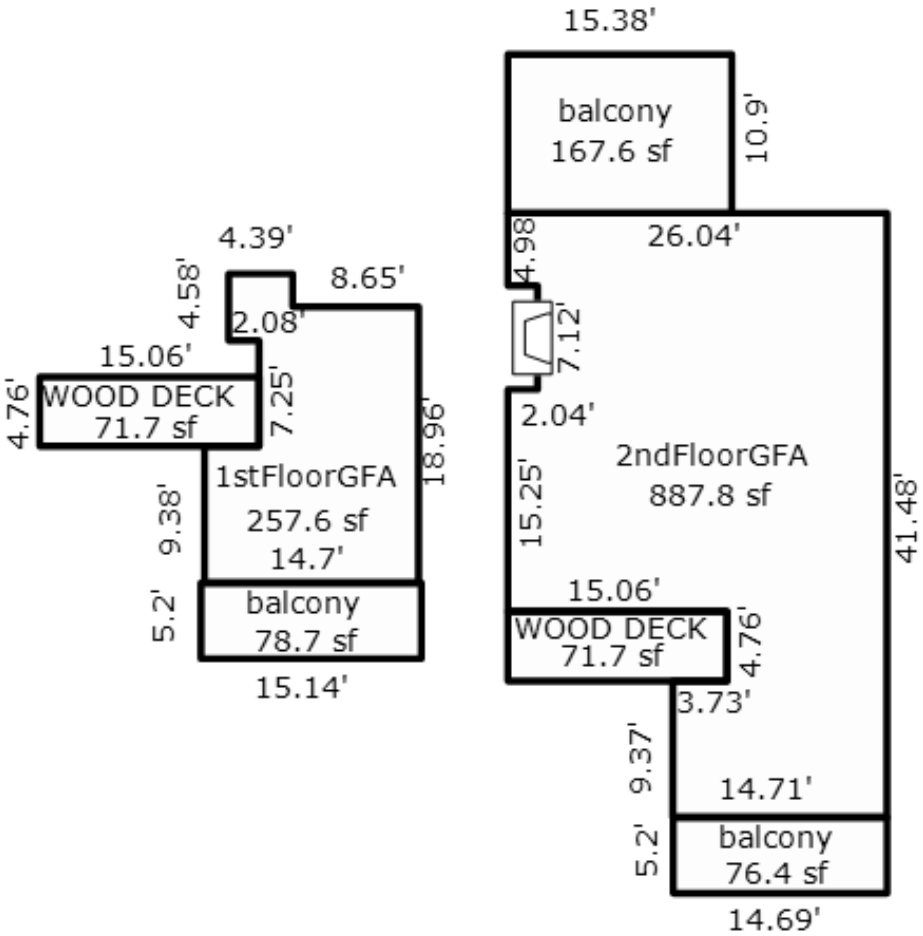 15.38'
balcony
167.6 sf
10.9'
4.98
26.04'
7.12'
2.04'
2ndFloorGFA
887.8 sf
15.25'
41.48'
15.06'
WOOD DECK
71.7 sf
4.76'
3.73'
9.37'
14.71'
balcony
76.4 sf
5.2'
14.69'
4.39'
4.58'
8.65'
2.08'
15.06'
4.76'
WOOD DECK
71.7 sf
7.25'
18.96'
1stFloorGFA
257.6 sf
9.38'
14.7'
balcony
78.7 sf
5.2'
15.14'